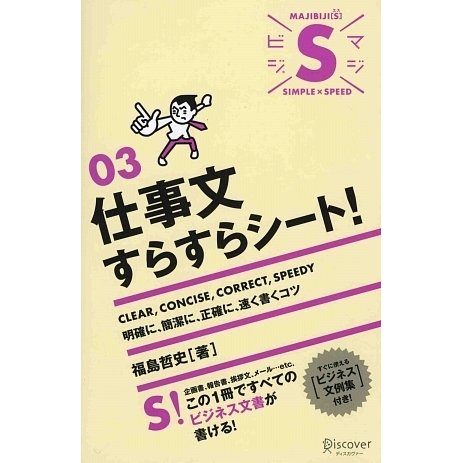 MAJIBIJI[S]
エス
マジ
ビジ
S
SIMPLE×SPEED
03
仕事文
すらすらシート!
CLEAR, CONCISE, CORRECT, SPEEDY
明確に、簡潔に、正確に、速く書くコツ
福島哲史[著]
S!
企画書、報告書、挨拶文、メール…etc.
この1冊ですべての
ビジネス文書が
書ける!
すぐに使える
[ビジネス
文例集]
付き!
Discover
ディスカヴァー